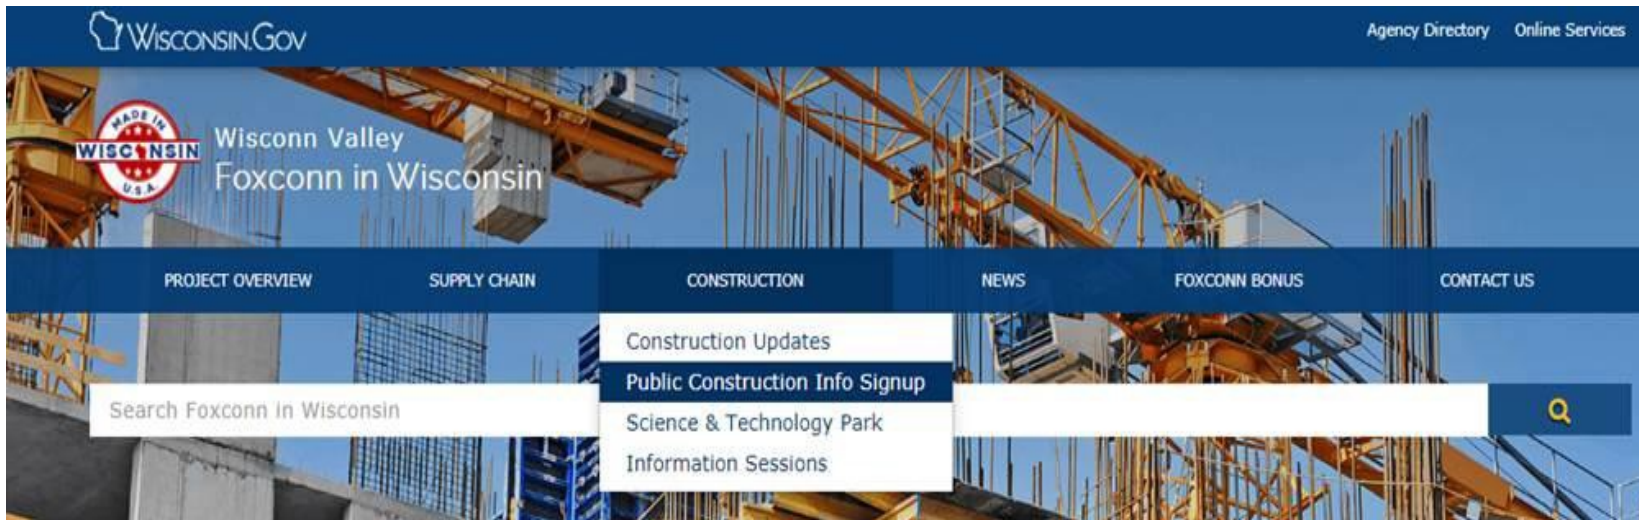 WISCONSIN.GOV
Agency Directory
Online Services
MADE IN
WISCONSIN
U.S.A.
Wisconn Valley
Foxconn in Wisconsin
PROJECT OVERVIEW
SUPPLY CHAIN
CONSTRUCTION
NEWS
FOXCONN BONUS
CONTACT US
Construction Updates
Public Construction Info Signup
Science & Technology Park
Information Sessions
Search Foxconn in Wisconsin